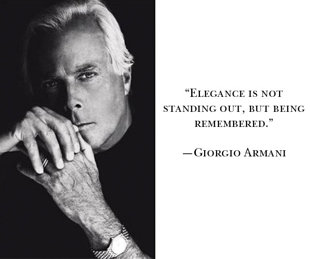 “Elegance is not
standing out, but being
remembered.”
—Giorgio Armani